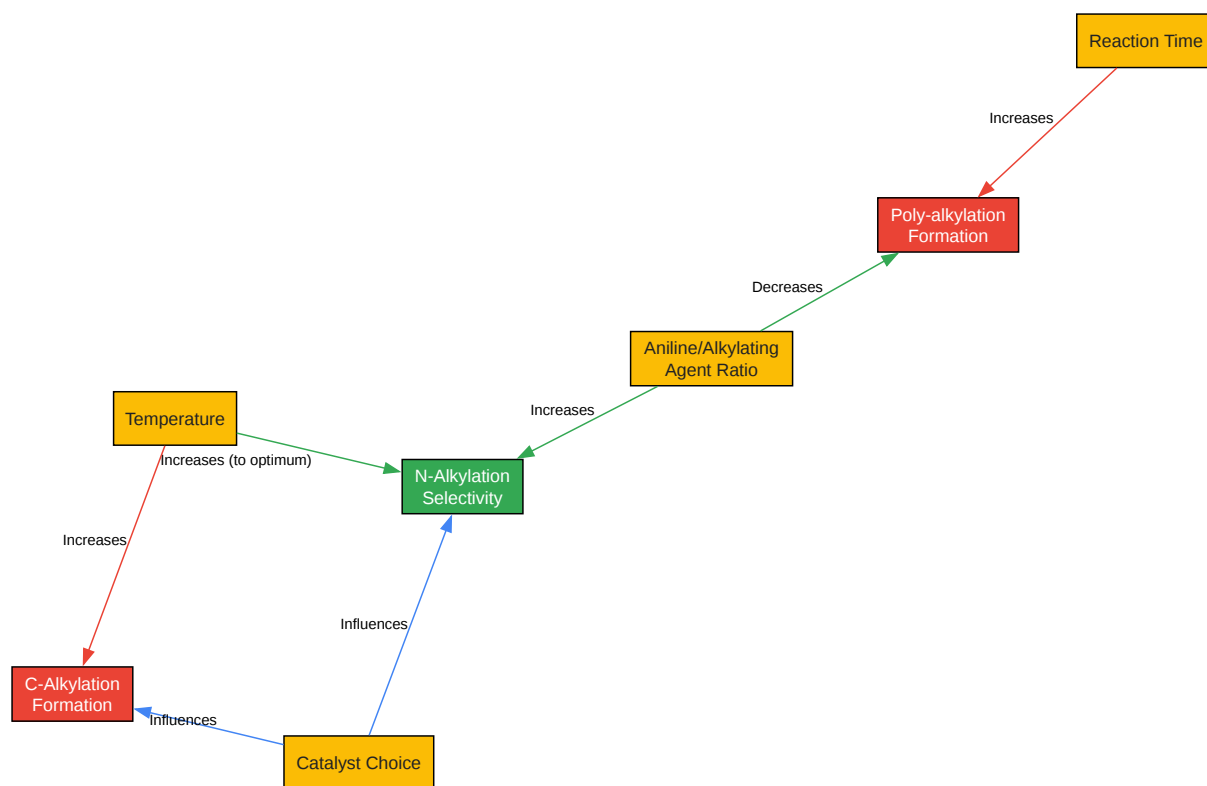 Reaction Time
Increases
Poly-alkylation
Formation
Decreases
Aniline/Alkylating
Agent Ratio
Increases
Temperature
Increases (to optimum)
N-Alkylation
Selectivity
Increases
Influences
C-Alkylation
Formation
Influences
Catalyst Choice